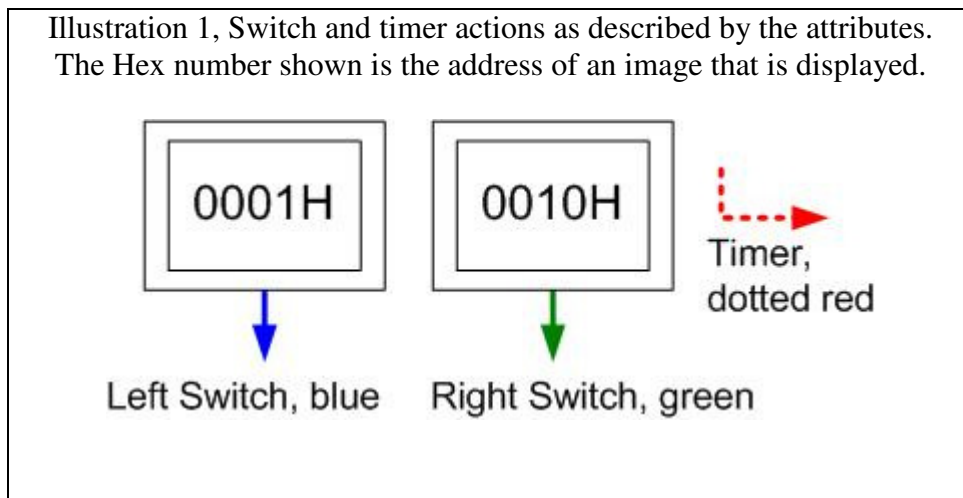 Illustration 1, Switch and timer actions as described by the attributes.
The Hex number shown is the address of an image that is displayed.
0001H
0010H
Timer,
dotted red
Left Switch, blue
Right Switch, green